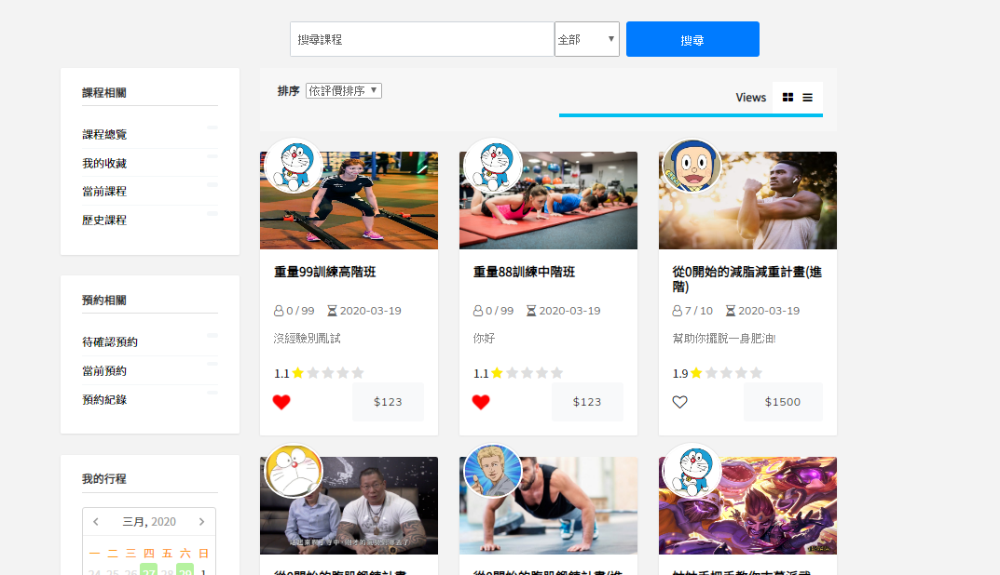 搜尋課程
全部
搜尋
課程相關
課程總覽
我的收藏
當前課程
歷史課程
預約相關
待確認預約
當前預約
預約紀錄
我的行程
三月, 2020
一 二 三 四 五 六 日
24 25 26 27 28 29 1
排序 依評價排序
Views
重量99訓練高階班
0 / 99 2020-03-19
沒經驗別亂試
1.1
$123
重量88訓練中階班
0 / 99 2020-03-19
你好
1.1
$123
從0開始的減脂減重計畫(進
階)
7 / 10 2020-03-19
幫助你擺脫一身肥油!
1.9
$1500